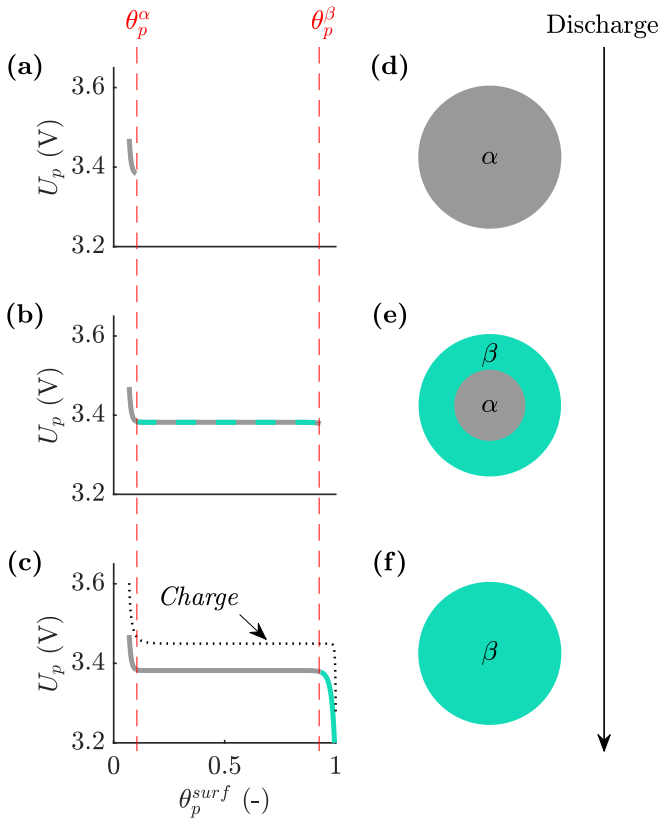 θ_p^α
θ_p^β
Discharge
(a)
3.6
3.4
3.2
U_p (V)
(d)
α
(b)
3.6
3.4
3.2
U_p (V)
(e)
β
α
(c)
3.6
3.4
3.2
U_p (V)
Charge
0
0.5
1
θ_p^{surf} (-)
(f)
β